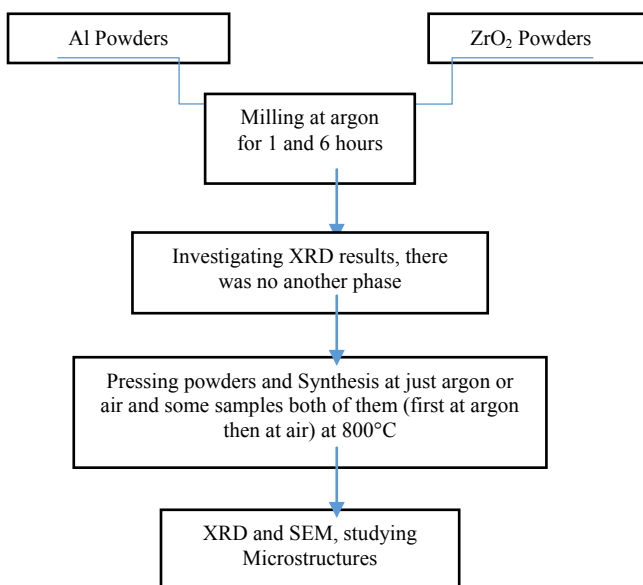 Al Powders
ZrO₂ Powders
Milling at argon
for 1 and 6 hours
Investigating XRD results, there
was no another phase
Pressing powders and Synthesis at just argon or
air and some samples both of them (first at argon
then at air) at 800°C
XRD and SEM, studying
Microstructures